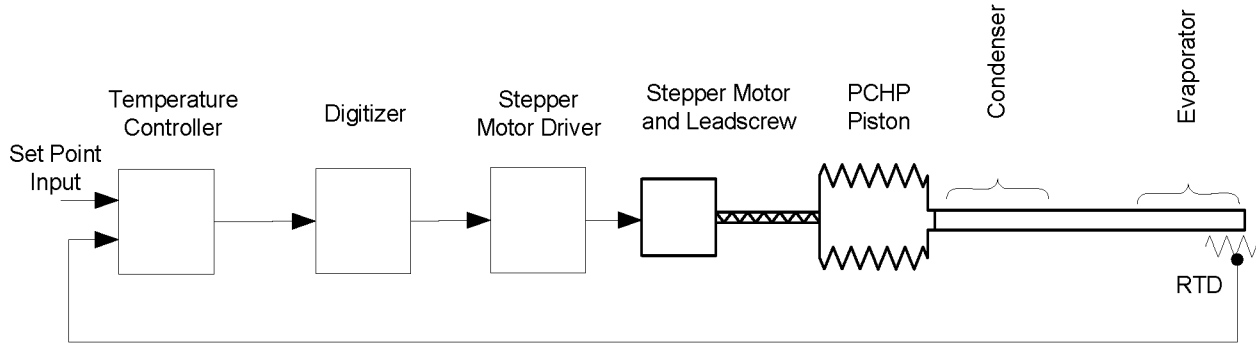 Temperature
Controller
Digitizer
Stepper
Motor Driver
Stepper Motor
and Leadscrew
PCHP
Piston
Condenser
Evaporator
Set Point
Input
RTD